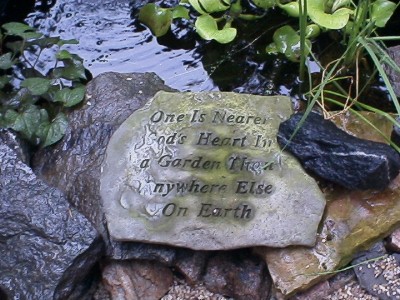 One Is Nearer
God's Heart In
a Garden Than
Anywhere Else
On Earth